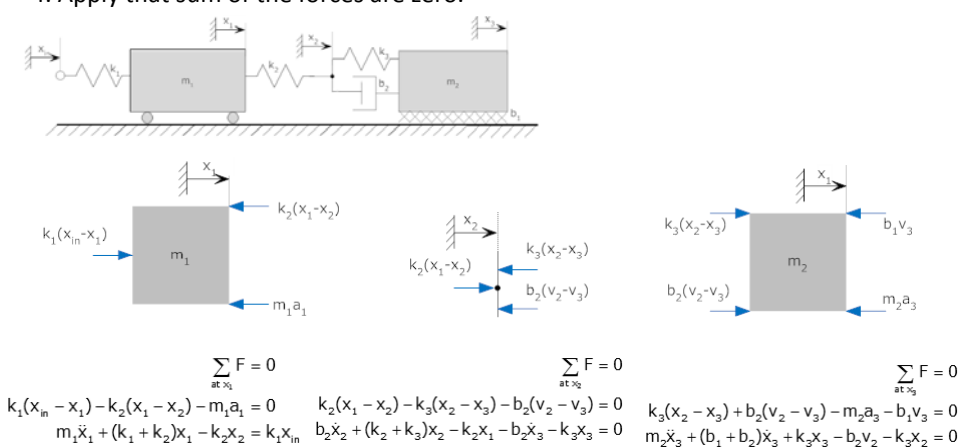 4. Apply that sum of the forces are zero.
x₁ x₃
xᵢₙ x₂
k₁ k₂ k₃
m₁ b₂ m₂
b₁
x₁ x₁
k₂(x₁-x₂) x₂ k₃(x₂-x₃) b₁v₃
k₁(xᵢₙ-x₁) k₃(x₂-x₃)
m₁ k₂(x₁-x₂) m₂
b₂(v₂-v₃) b₂(v₂-v₃)
m₁a₁ m₂a₃
∑ F = 0 ∑ F = 0 ∑ F = 0
at x₁ at x₂ at x₃
k₁(xᵢₙ − x₁) − k₂(x₁ − x₂) − m₁a₁ = 0 k₂(x₁ − x₂) − k₃(x₂ − x₃) − b₂(v₂ − v₃) = 0 k₃(x₂ − x₃) + b₂(v₂ − v₃) − m₂a₃ − b₁v₃ = 0
m₁ẍ₁ + (k₁ + k₂)x₁ − k₂x₂ = k₁xᵢₙ b₂ẋ₂ + (k₂ + k₃)x₂ − k₂x₁ − b₂ẋ₃ − k₃x₃ = 0 m₂ẍ₃ + (b₁ + b₂)ẋ₃ + k₃x₃ − b₂v₂ − k₃x₂ = 0